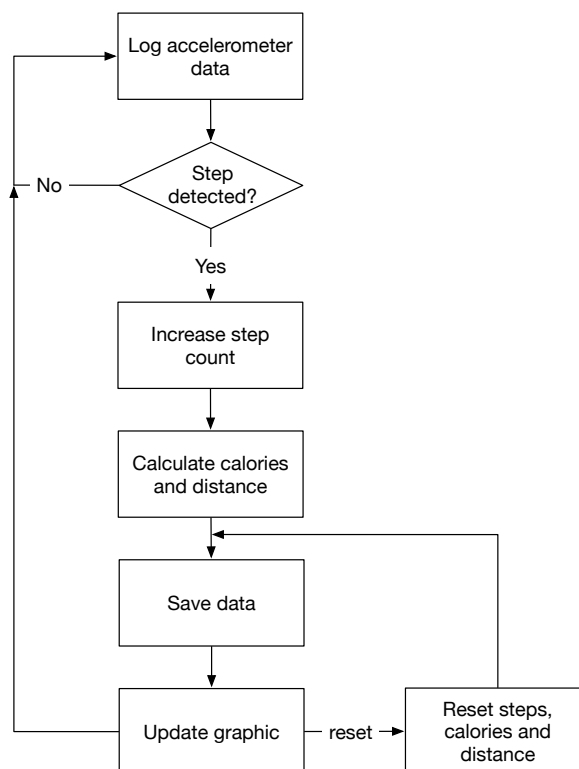 Log accelerometer
data
Step
detected?
No
Yes
Increase step
count
Calculate calories
and distance
Save data
Update graphic
reset
Reset steps,
calories and
distance